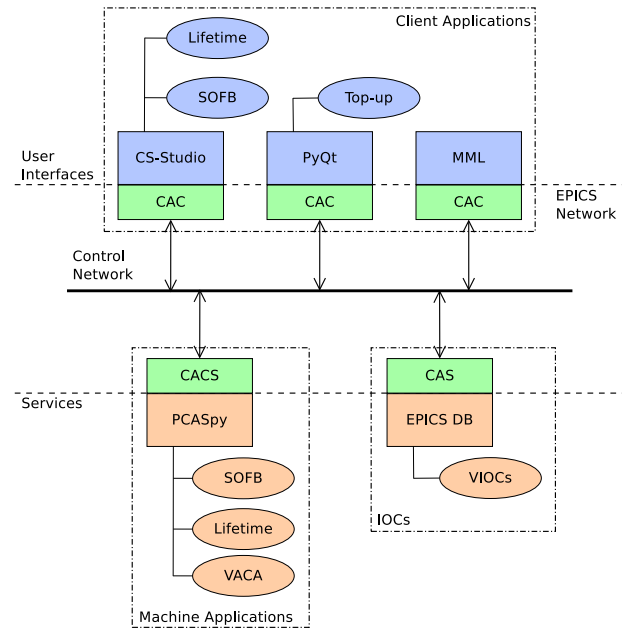 Client Applications
Lifetime
SOFB
Top-up
CS-Studio
PyQt
MML
User
Interfaces
CAC
CAC
CAC
EPICS
Network
Control
Network
CACS
CAS
Services
PCASpy
EPICS DB
SOFB
VIOCs
Lifetime
IOCs
VACA
Machine Applications